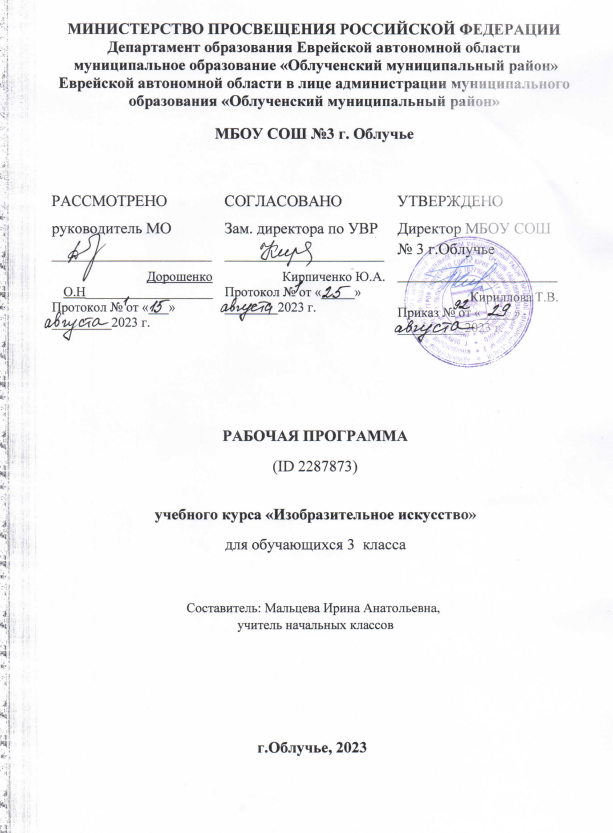 МИНИСТЕРСТВО ПРОСВЕЩЕНИЯ РОССИЙСКОЙ ФЕДЕРАЦИИ
Департамент образования Еврейской автономной области
муниципальное образование «Облученский муниципальный район»
Еврейской автономной области в лице администрации муниципального
образования «Облученский муниципальный район»
МБОУ СОШ №3 г. Облучье
РАССМОТРЕНО
руководитель МО
Дорошенко
О.Н
Протокол №1 от «15 »
августа 2023 г.
СОГЛАСОВАНО
Зам. директора по УВР
Кирпиченко Ю.А.
Протокол №1 от «25 »
августа 2023 г.
УТВЕРЖДЕНО
Директор МБОУ СОШ
№ 3 г.Облучье
Кириллова Т.В.
Приказ №92 от « 29
августа 2023 г.
РАБОЧАЯ ПРОГРАММА
(ID 2287873)
учебного курса «Изобразительное искусство»
для обучающихся 3 класса
Составитель: Мальцева Ирина Анатольевна,
учитель начальных классов
г.Облучье, 2023